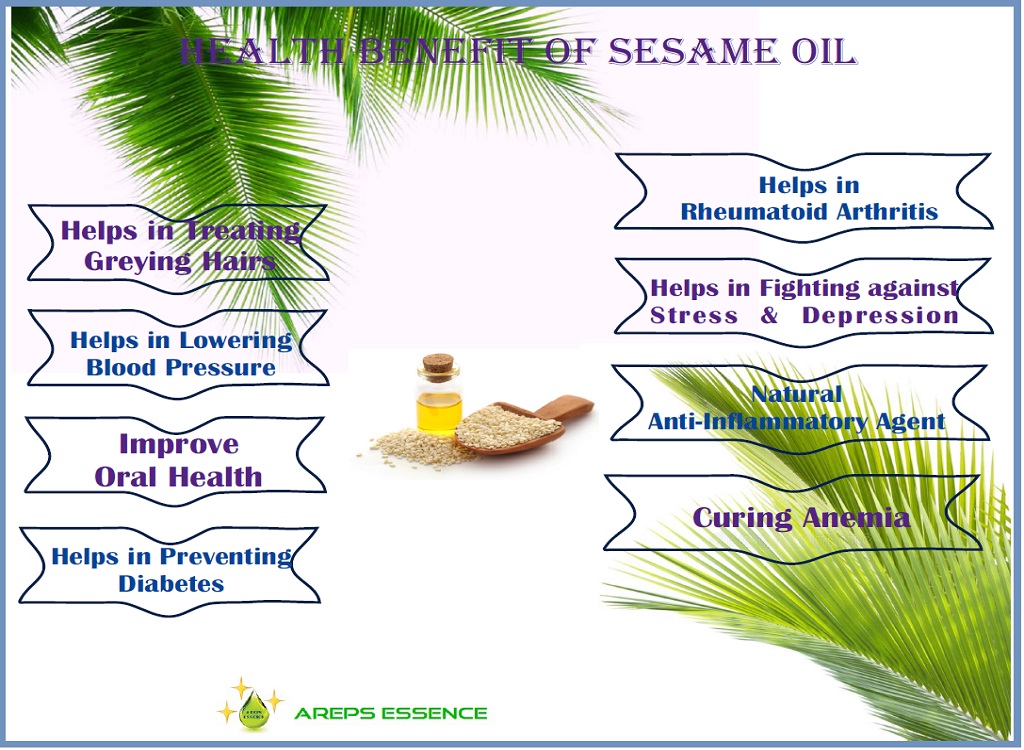 HEALTH BENEFIT OF SESAME OIL
Helps in Treating
Greying Hairs
Helps in Lowering
Blood Pressure
Improve
Oral Health
Helps in Preventing
Diabetes
Helps in
Rheumatoid Arthritis
Helps in Fighting against
Stress & Depression
Natural
Anti-Inflammatory Agent
Curing Anemia
AREPS
ESSENCE
AREPS ESSENCE